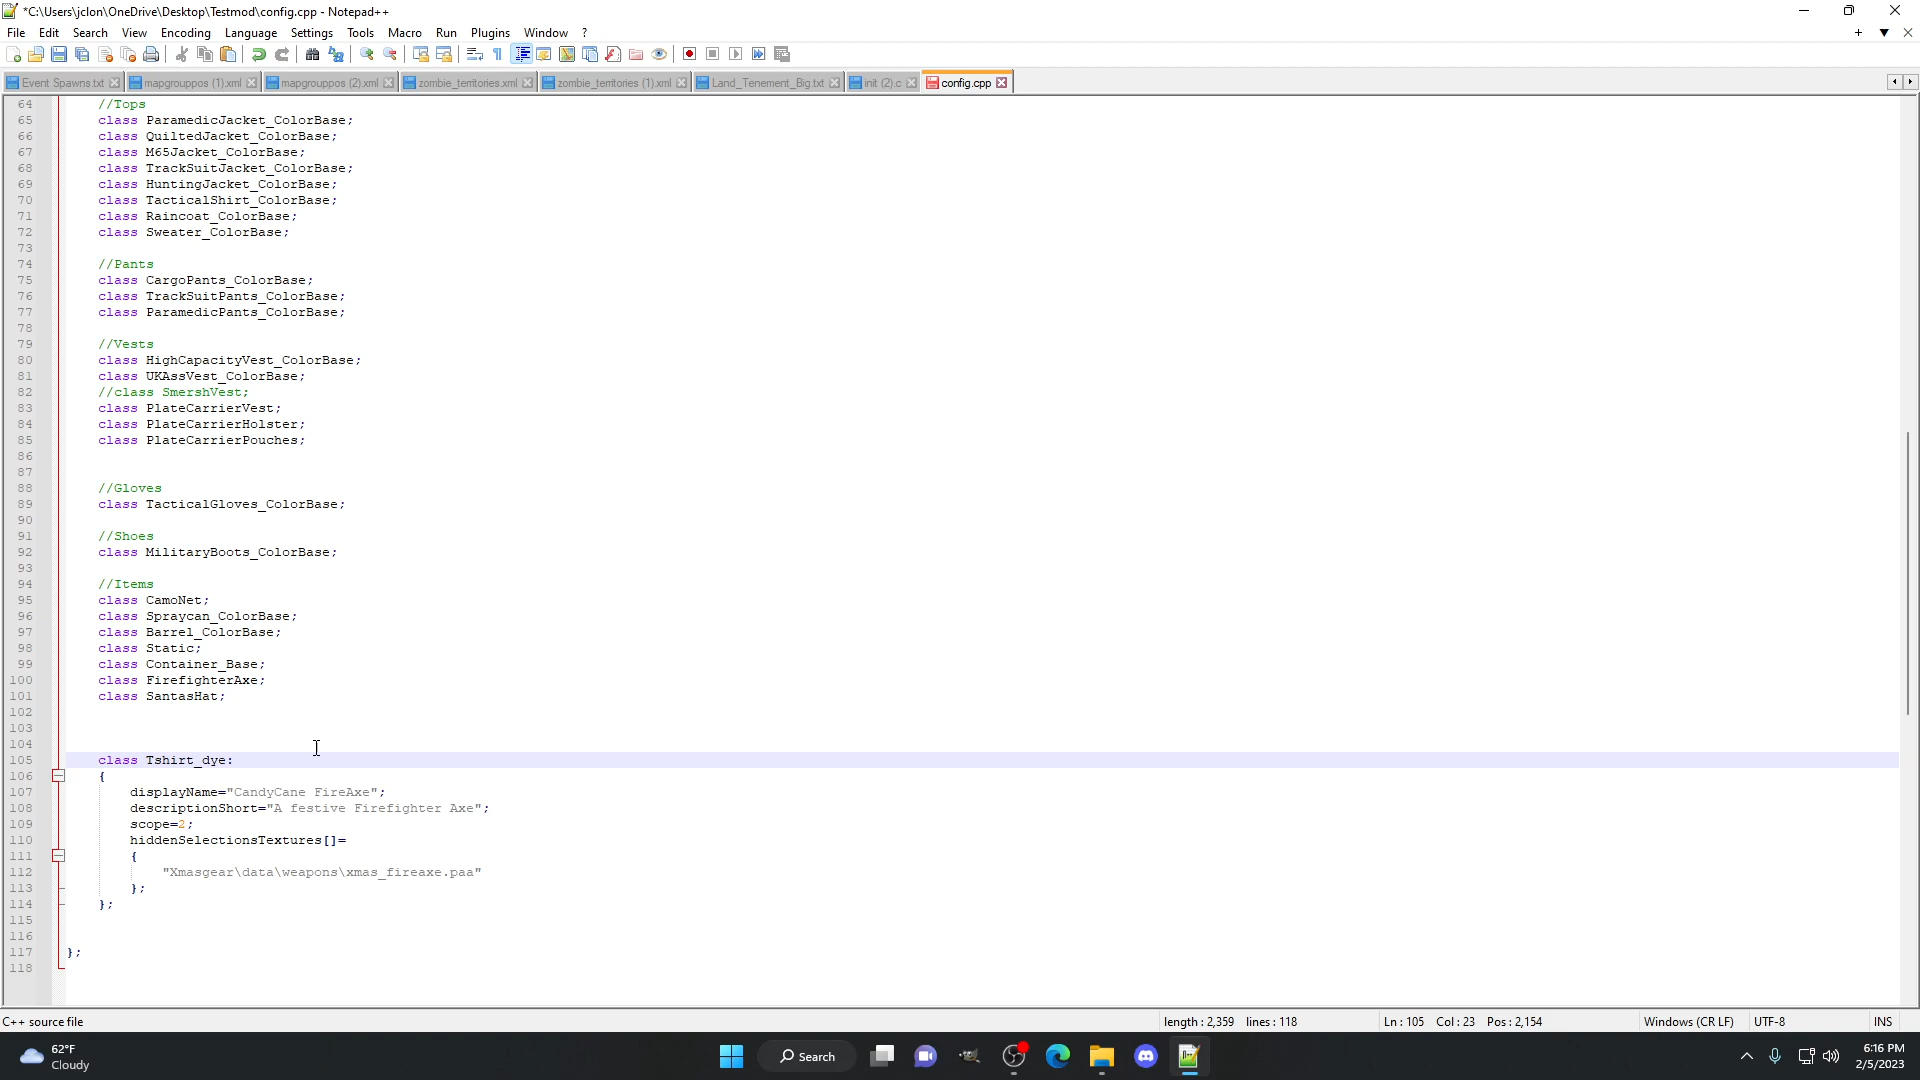 *C:\Users\jclon\OneDrive\Desktop\Testmod\config.cpp - Notepad++
File Edit Search View Encoding Language Settings Tools Macro Run Plugins Window ?
Event Spawns.txt mapgrouppos (1).xml mapgrouppos (2).xml zombie_territories.xml zombie_territories (1).xml Land_Tenement_Big.txt init (2).c config.cpp
64 //Tops
65 class ParamedicJacket_ColorBase;
66 class QuiltedJacket_ColorBase;
67 class M65Jacket_ColorBase;
68 class TrackSuitJacket_ColorBase;
69 class HuntingJacket_ColorBase;
70 class TacticalShirt_ColorBase;
71 class Raincoat_ColorBase;
72 class Sweater_ColorBase;
73
74 //Pants
75 class CargoPants_ColorBase;
76 class TrackSuitPants_ColorBase;
77 class ParamedicPants_ColorBase;
78
79 //Vests
80 class HighCapacityVest_ColorBase;
81 class UKAssVest_ColorBase;
82 //class SmershVest;
83 class PlateCarrierVest;
84 class PlateCarrierHolster;
85 class PlateCarrierPouches;
86
87
88 //Gloves
89 class TacticalGloves_ColorBase;
90
91 //Shoes
92 class MilitaryBoots_ColorBase;
93
94 //Items
95 class CamoNet;
96 class Spraycan_ColorBase;
97 class Barrel_ColorBase;
98 class Static;
99 class Container_Base;
100 class FirefighterAxe;
101 class SantasHat;
102
103
104
105 class Tshirt_dye:
106 {
107 displayName="CandyCane FireAxe";
108 descriptionShort="A festive Firefighter Axe";
109 scope=2;
110 hiddenSelectionsTextures[]=
111 {
112 "Xmasgear\data\weapons\xmas_fireaxe.paa"
113 };
114 };
115
116
117 };
118
C++ source file length : 2,359 lines : 118 Ln : 105 Col : 23 Pos : 2,154 Windows (CR LF) UTF-8 INS
62°F
Cloudy
Search
6:16 PM
2/5/2023